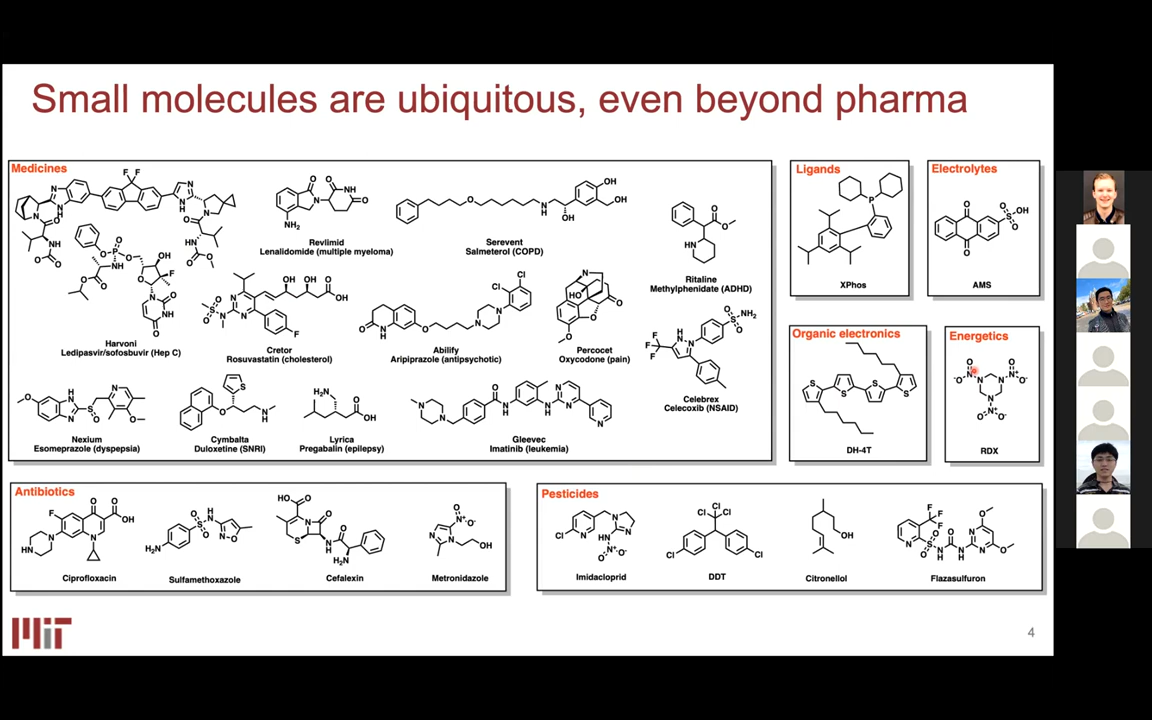 Small molecules are ubiquitous, even beyond pharma
Medicines
Harvoni
Ledipasvir/sofosbuvir (Hep C)
Revlimid
Lenalidomide (multiple myeloma)
Serevent
Salmeterol (COPD)
Ritaline
Methylphenidate (ADHD)
Cretor
Rosuvastatin (cholesterol)
Abilify
Aripiprazole (antipsychotic)
Percocet
Oxycodone (pain)
Celebrex
Celecoxib (NSAID)
Nexium
Esomeprazole (dyspepsia)
Cymbalta
Duloxetine (SNRI)
Lyrica
Pregabalin (epilepsy)
Gleevec
Imatinib (leukemia)
Ligands
XPhos
Electrolytes
AMS
Organic electronics
DH-4T
Energetics
RDX
Antibiotics
Ciprofloxacin
Sulfamethoxazole
Cefalexin
Metronidazole
Pesticides
Imidacloprid
DDT
Citronellol
Flazasulfuron
MIT
4